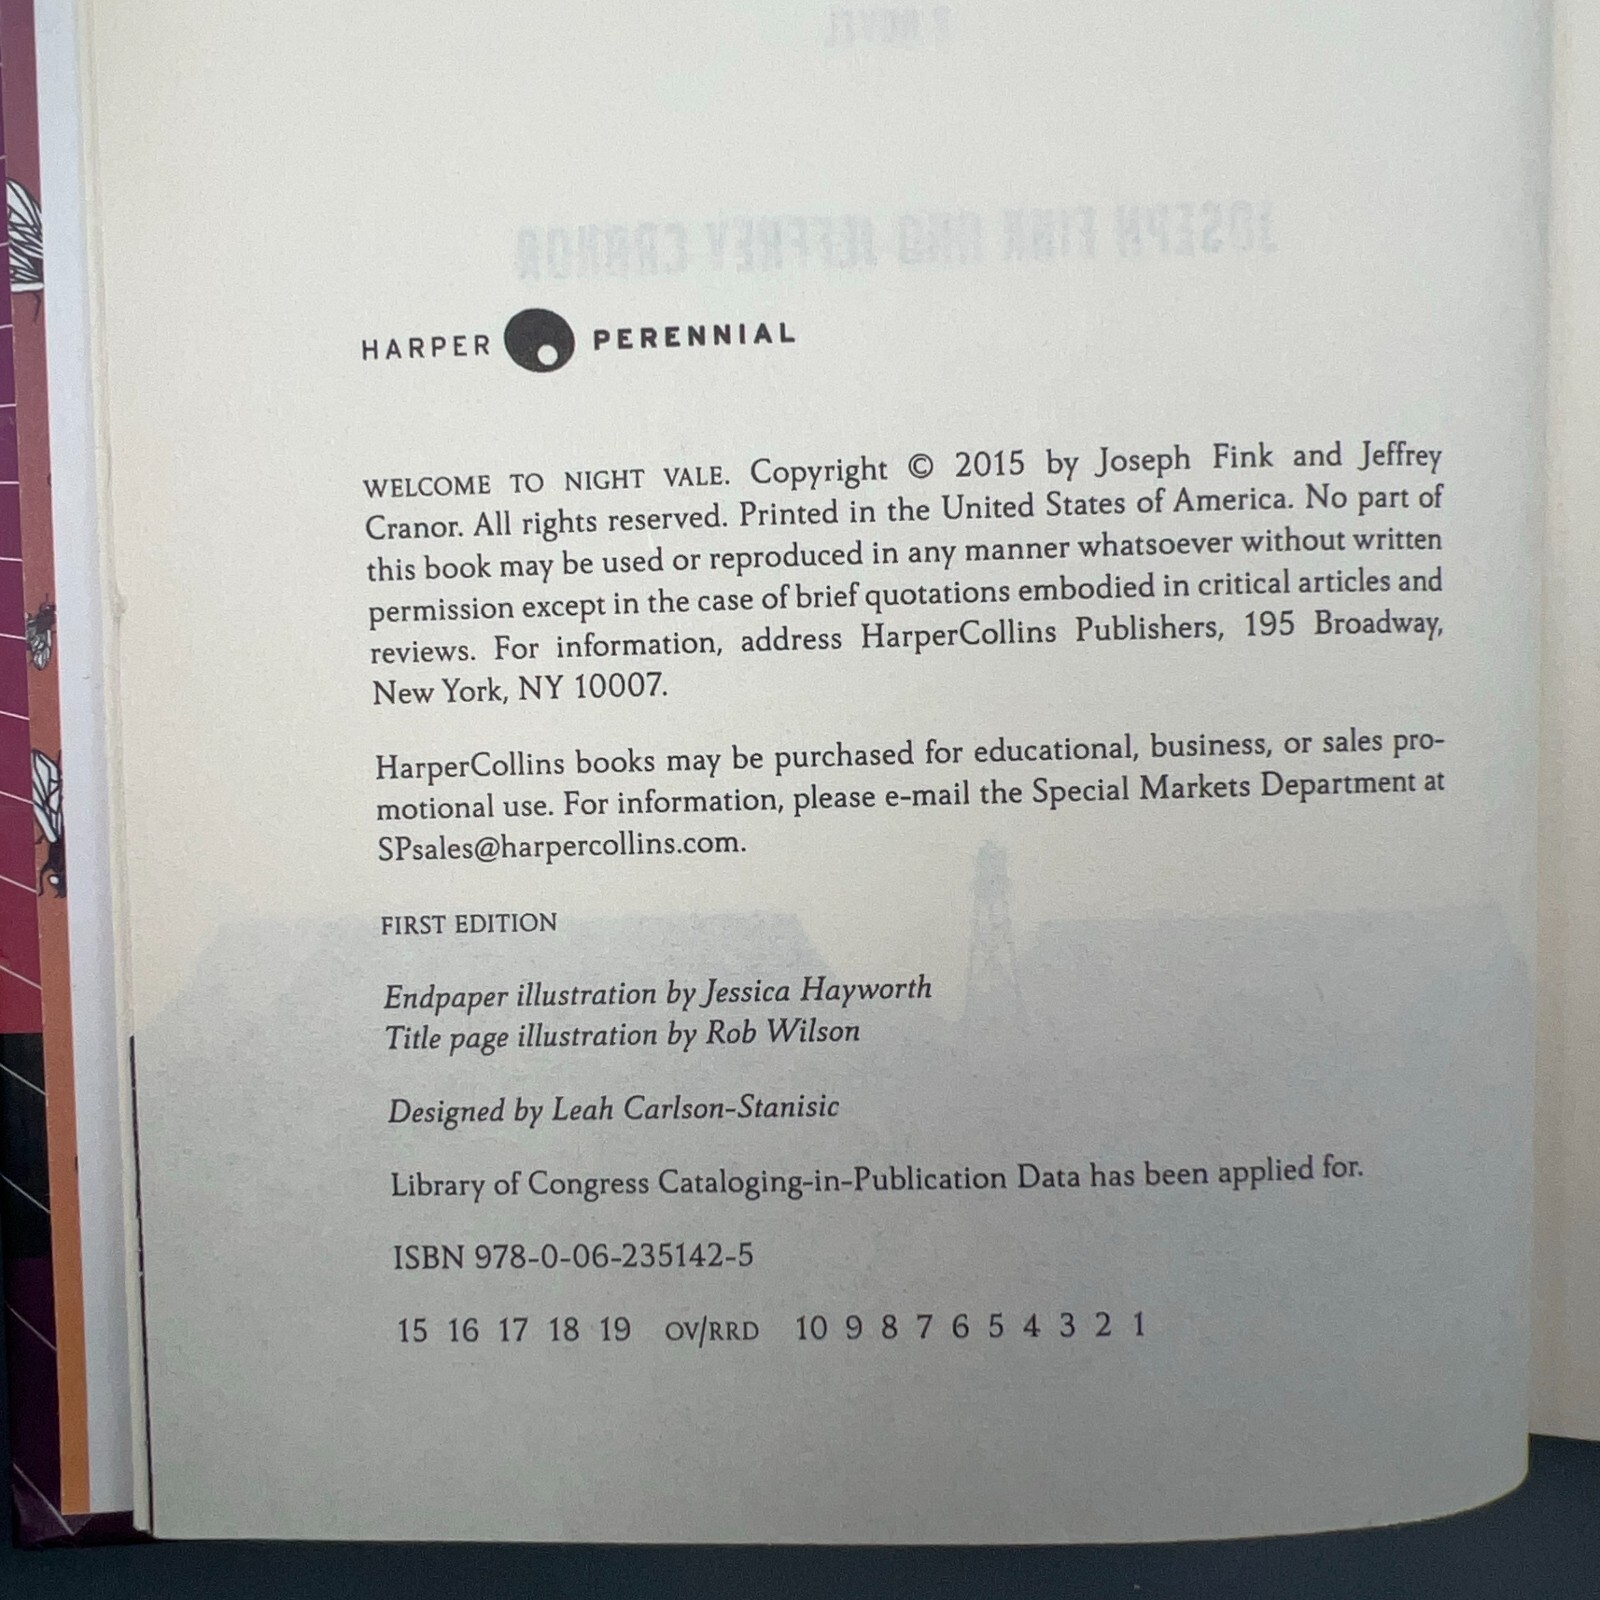 HARPER PERENNIAL
WELCOME TO NIGHT VALE. Copyright © 2015 by Joseph Fink and Jeffrey
Cranor. All rights reserved. Printed in the United States of America. No part of
this book may be used or reproduced in any manner whatsoever without written
permission except in the case of brief quotations embodied in critical articles and
reviews. For information, address HarperCollins Publishers, 195 Broadway,
New York, NY 10007.
HarperCollins books may be purchased for educational, business, or sales pro-
motional use. For information, please e-mail the Special Markets Department at
SPsales@harpercollins.com.
FIRST EDITION
Endpaper illustration by Jessica Hayworth
Title page illustration by Rob Wilson
Designed by Leah Carlson-Stanisic
Library of Congress Cataloging-in-Publication Data has been applied for.
ISBN 978-0-06-235142-5
15 16 17 18 19 OV/RRD 10 9 8 7 6 5 4 3 2 1